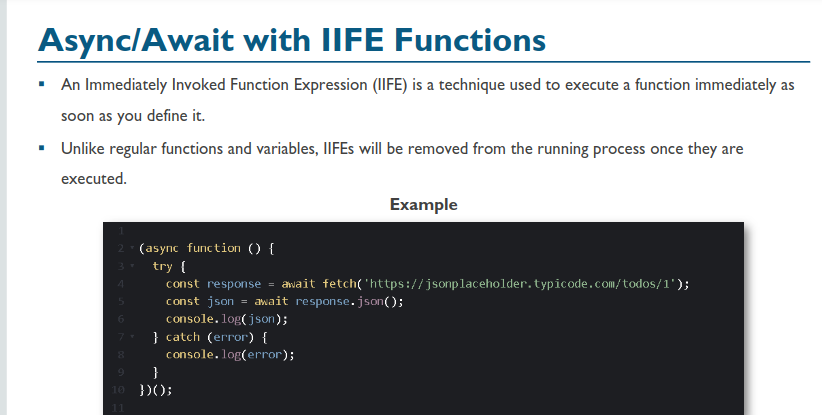 Async/Await with IIFE Functions
▪ An Immediately Invoked Function Expression (IIFE) is a technique used to execute a function immediately as
soon as you define it.
▪ Unlike regular functions and variables, IIFEs will be removed from the running process once they are
executed.
Example
1
2 (async function () {
3 try {
4 const response = await fetch('https://jsonplaceholder.typicode.com/todos/1');
5 const json = await response.json();
6 console.log(json);
7 } catch (error) {
8 console.log(error);
9 }
10 })();
11